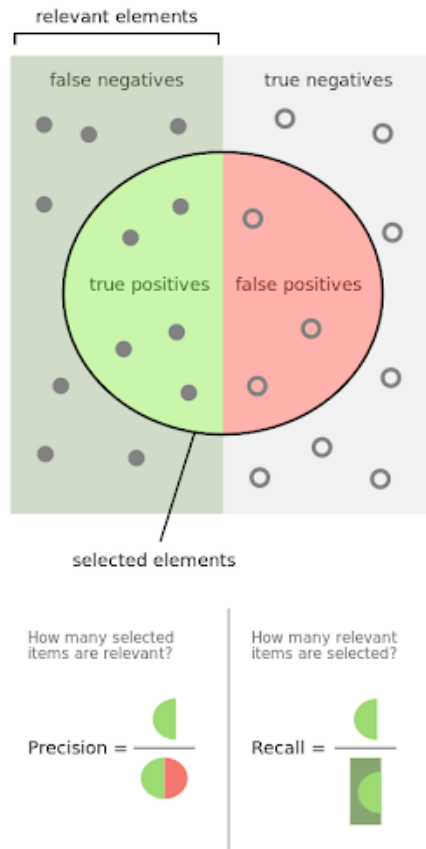 relevant elements
false negatives
true negatives
true positives
false positives
selected elements
How many selected
items are relevant?
How many relevant
items are selected?
Precision =
Recall =